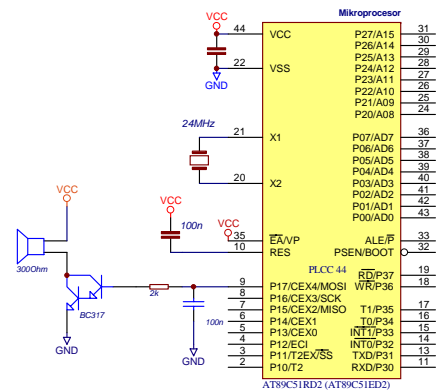 Mikroprocesor
VCC
44 VCC P27/A15 31
P26/A14 30
P25/A13 29
P24/A12 28
22 VSS P23/A11 27
GND P22/A10 26
P21/A09 25
P20/A08 24
24MHz
21 X1 P07/AD7 36
P06/AD6 37
P05/AD5 38
P04/AD4 39
20 X2 P03/AD3 40
P02/AD2 41
P01/AD1 42
P00/AD0 43
VCC
VCC
100n
VCC
35 EA/VP ALE/P 33
10 RES PSEN/BOOT 32
300Ohm
PLCC 44
RD/P37 19
9 P17/CEX4/MOSI WR/P36 18
8 P16/CEX3/SCK
2k
7 P15/CEX2/MISO T1/P35 17
BC317
100n
6 P14/CEX1 T0/P34 16
5 P13/CEX0 INT1/P33 15
4 P12/ECI INT0/P32 14
3 P11/T2EX/SS TXD/P31 13
2 P10/T2 RXD/P30 11
GND
GND
AT89C51RD2 (AT89C51ED2)